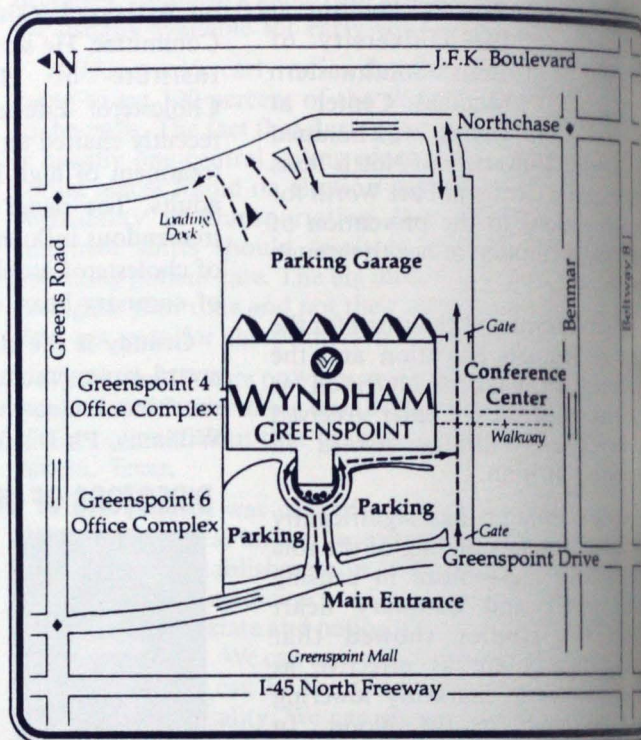 N
J.F.K. Boulevard
Northchase
Loading
Dock
Parking Garage
Greens Road
Benmar
Beltway 8
Gate
Conference
Center
Greenspoint 4
Office Complex
WYNDHAM
GREENSPOINT
Walkway
Greenspoint 6
Office Complex
Parking
Parking
Gate
Greenspoint Drive
Main Entrance
Greenspoint Mall
I-45 North Freeway